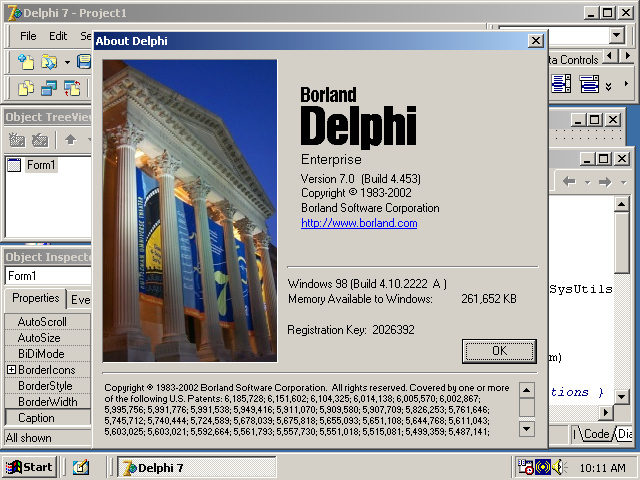 Delphi 7 - Project1
File Edit
About Delphi
ta Controls
Object TreeView
Form1
Borland
Delphi
Enterprise
Version 7.0 (Build 4.453)
Copyright © 1983-2002
Borland Software Corporation
http://www.borland.com
Windows 98 (Build 4.10.2222 A )
Memory Available to Windows: 261,652 KB
Registration Key: 2026392
OK
Copyright © 1983-2002 Borland Software Corporation. All rights reserved. Covered by one or more
of the following U.S. Patents: 6,185,728; 6,151,602; 6,104,325; 6,014,138; 6,005,570; 6,002,867;
5,995,756; 5,991,776; 5,991,538; 5,949,416; 5,911,070; 5,909,580; 5,907,709; 5,826,253; 5,761,646;
5,745,712; 5,740,444; 5,724,589; 5,678,039; 5,675,818; 5,655,093; 5,651,108; 5,644,768; 5,611,043;
5,603,025; 5,603,021; 5,592,664; 5,561,793; 5,557,730; 5,551,018; 5,515,081; 5,499,359; 5,487,141;
Object Inspector
Form1
Properties Eve
AutoScroll
AutoSize
BiDiMode
BorderIcons
BorderStyle
BorderWidth
Caption
All shown
SysUtils
m)
tions }
Code Dia
Start
Delphi 7
10:11 AM